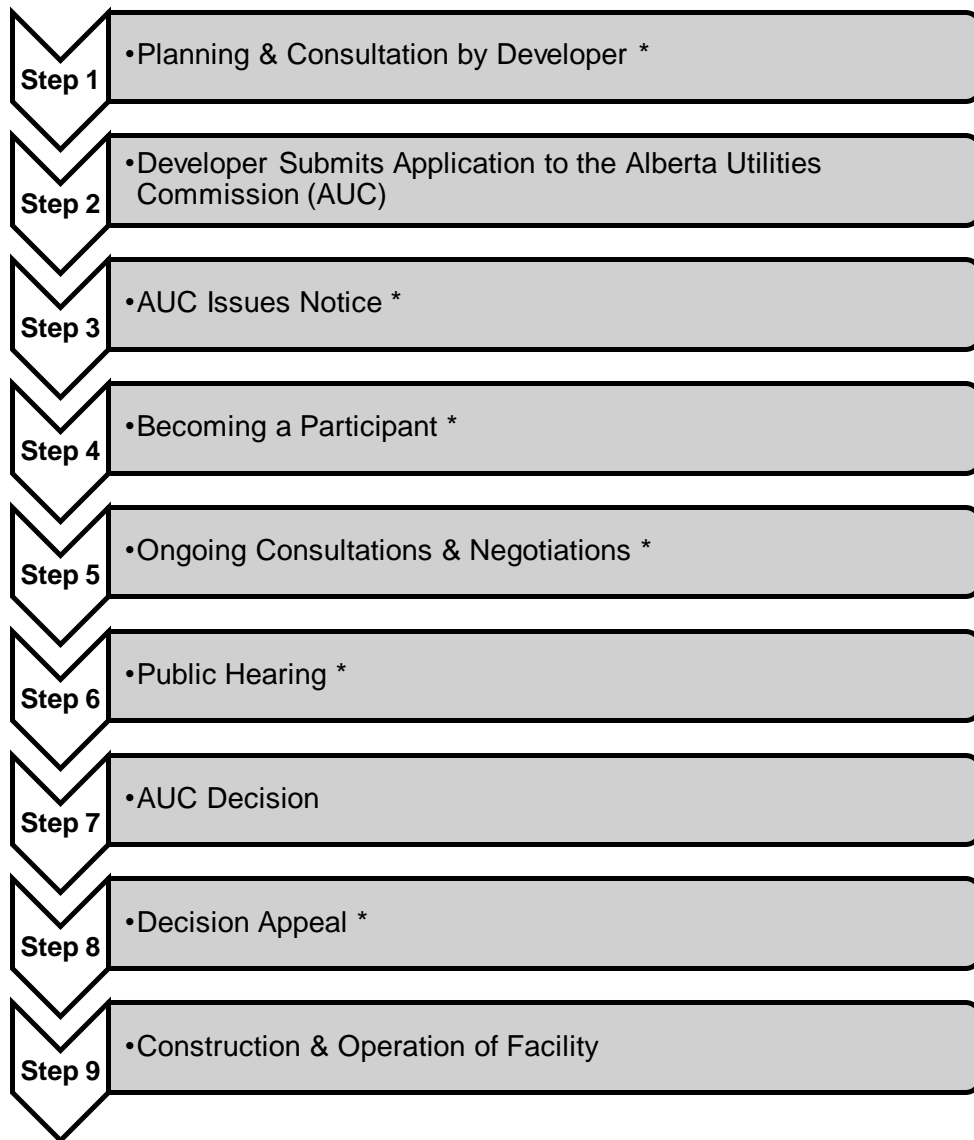 Step 1
•Planning & Consultation by Developer *
Step 2
•Developer Submits Application to the Alberta Utilities
Commission (AUC)
Step 3
•AUC Issues Notice *
Step 4
•Becoming a Participant *
Step 5
•Ongoing Consultations & Negotiations *
Step 6
•Public Hearing *
Step 7
•AUC Decision
Step 8
•Decision Appeal *
Step 9
•Construction & Operation of Facility